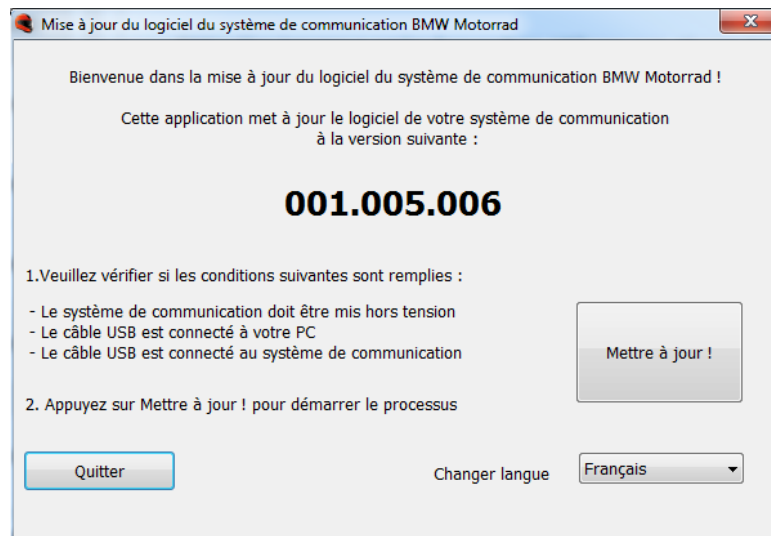 Mise à jour du logiciel du système de communication BMW Motorrad
Bienvenue dans la mise à jour du logiciel du système de communication BMW Motorrad !
Cette application met à jour le logiciel de votre système de communication
à la version suivante :
001.005.006
1.Veuillez vérifier si les conditions suivantes sont remplies :
- Le système de communication doit être mis hors tension
- Le câble USB est connecté à votre PC
- Le câble USB est connecté au système de communication
Mettre à jour !
2. Appuyez sur Mettre à jour ! pour démarrer le processus
Quitter
Changer langue
Français